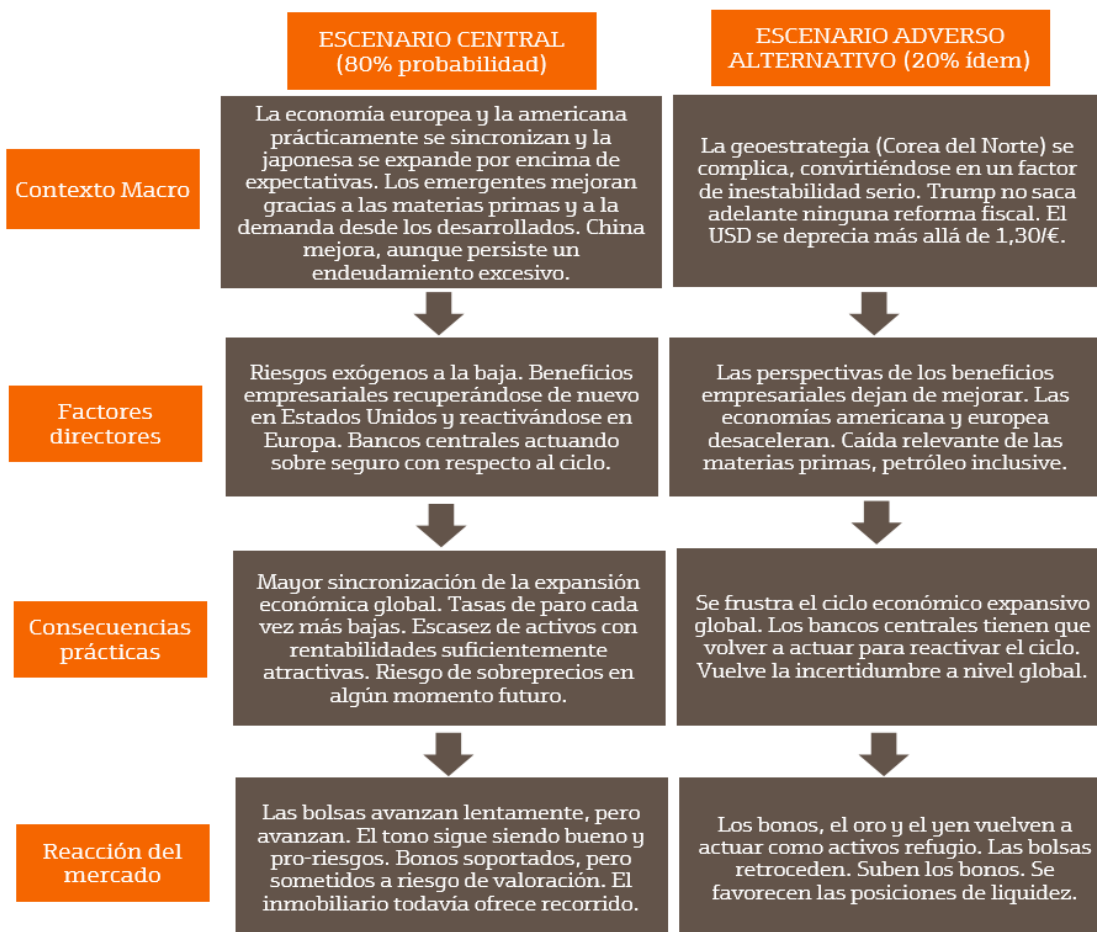 ESCENARIO CENTRAL
(80% probabilidad)
ESCENARIO ADVERSO
ALTERNATIVO (20% ídem)
Contexto Macro
La economía europea y la americana
prácticamente se sincronizan y la
japonesa se expande por encima de
expectativas. Los emergentes mejoran
gracias a las materias primas y a la
demanda desde los desarrollados. China
mejora, aunque persiste un
endeudamiento excesivo.
La geoestrategia (Corea del Norte) se
complica, convirtiéndose en un factor
de inestabilidad serio. Trump no saca
adelante ninguna reforma fiscal. El
USD se deprecia más allá de 1,30/€.
Factores
directores
Riesgos exógenos a la baja. Beneficios
empresariales recuperándose de nuevo
en Estados Unidos y reactivándose en
Europa. Bancos centrales actuando
sobre seguro con respecto al ciclo.
Las perspectivas de los beneficios
empresariales dejan de mejorar. Las
economías americana y europea
desaceleran. Caída relevante de las
materias primas, petróleo inclusive.
Consecuencias
prácticas
Mayor sincronización de la expansión
económica global. Tasas de paro cada
vez más bajas. Escasez de activos con
rentabilidades suficientemente
atractivas. Riesgo de sobreprecios en
algún momento futuro.
Se frustra el ciclo económico expansivo
global. Los bancos centrales tienen que
volver a actuar para reactivar el ciclo.
Vuelve la incertidumbre a nivel global.
Reacción del
mercado
Las bolsas avanzan lentamente, pero
avanzan. El tono sigue siendo bueno y
pro-riesgos. Bonos soportados, pero
sometidos a riesgo de valoración. El
inmobiliario todavía ofrece recorrido.
Los bonos, el oro y el yen vuelven a
actuar como activos refugio. Las bolsas
retroceden. Suben los bonos. Se
favorecen las posiciones de liquidez.